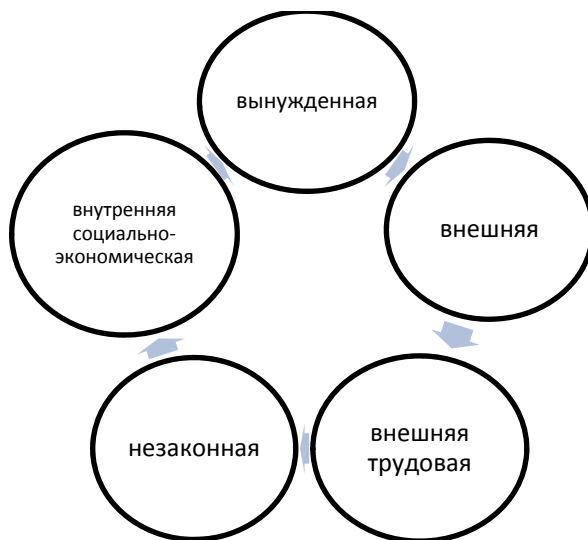 вынужденная
внешняя
внешняя
трудовая
незаконная
внутренняя
социально-
экономическая